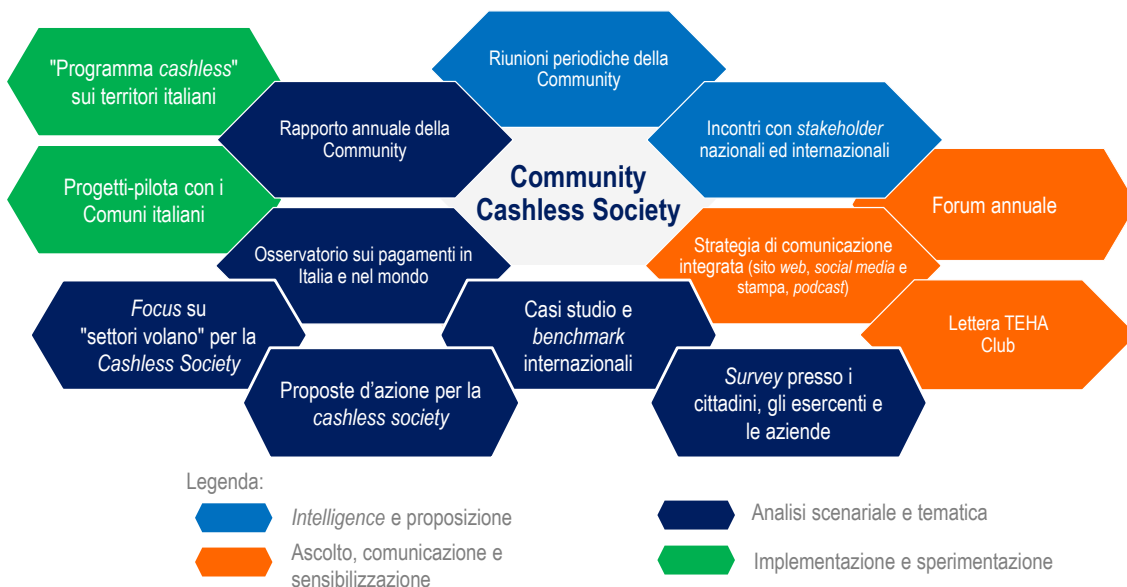 "Programma cashless"
sui territori italiani
Riunioni periodiche della
Community
Rapporto annuale della
Community
Incontri con stakeholder
nazionali ed internazionali
Progetti-pilota con i
Comuni italiani
Community
Cashless Society
Forum annuale
Osservatorio sui pagamenti in
Italia e nel mondo
Strategia di comunicazione
integrata (sito web, social media e
stampa, podcast)
Focus su
"settori volano" per la
Cashless Society
Casi studio e
benchmark
internazionali
Lettera TEHA
Club
Proposte d'azione per la
cashless society
Survey presso i
cittadini, gli esercenti e
le aziende
Legenda:
Intelligence e proposizione
Analisi scenariale e tematica
Ascolto, comunicazione e
sensibilizzazione
Implementazione e sperimentazione